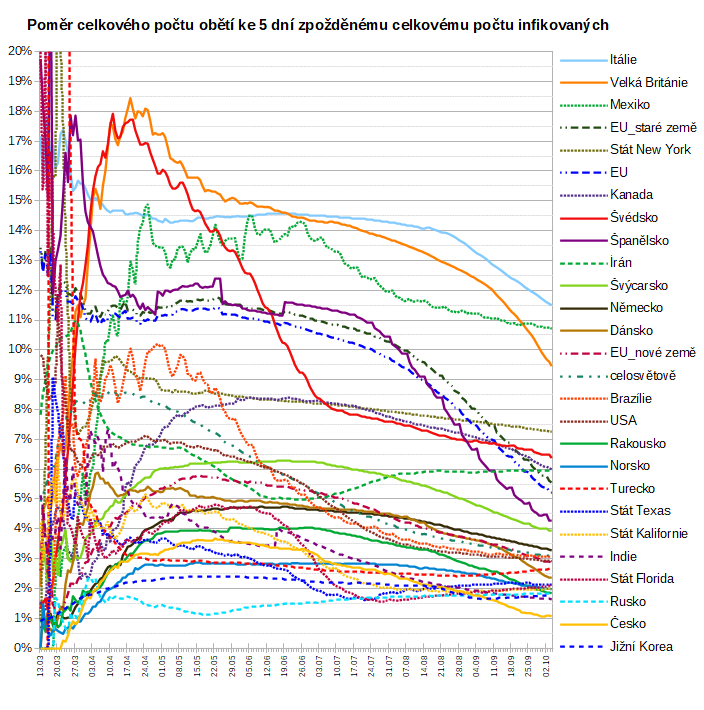 Poměr celkového počtu obětí ke 5 dní zpožděnému celkovému počtu infikovaných
20%
19%
18%
17%
16%
15%
14%
13%
12%
11%
10%
9%
8%
7%
6%
5%
4%
3%
2%
1%
0%
13.03
20.03
27.03
03.04
10.04
17.04
24.04
01.05
08.05
15.05
22.05
29.05
05.06
12.06
19.06
26.06
03.07
10.07
17.07
24.07
31.07
07.08
14.08
21.08
28.08
04.09
11.09
18.09
25.09
02.10
Itálie
Velká Británie
Mexiko
EU_staré země
Stát New York
EU
Kanada
Švédsko
Španělsko
Írán
Švýcarsko
Německo
Dánsko
EU_nové země
celosvětové
Brazílie
USA
Rakousko
Norsko
Turecko
Stát Texas
Stát Kalifornie
Indie
Stát Florida
Rusko
Česko
Jižní Korea